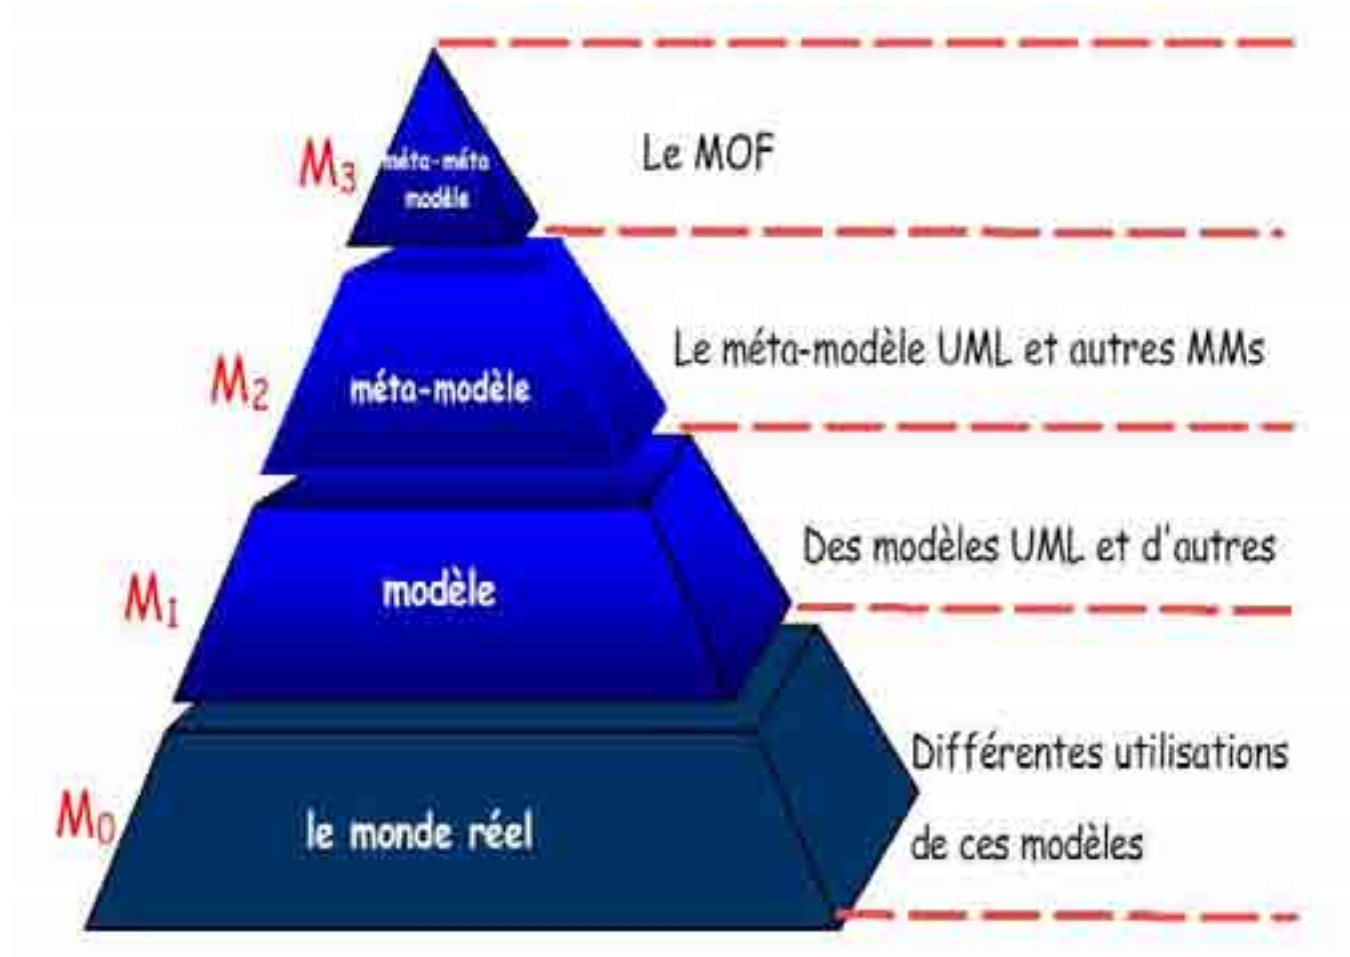 M3
méta-méta
modèle
Le MOF
M2
méta-modèle
Le méta-modèle UML et autres MMs
M1
modèle
Des modèles UML et d'autres
M0
le monde réel
Différentes utilisations
de ces modèles